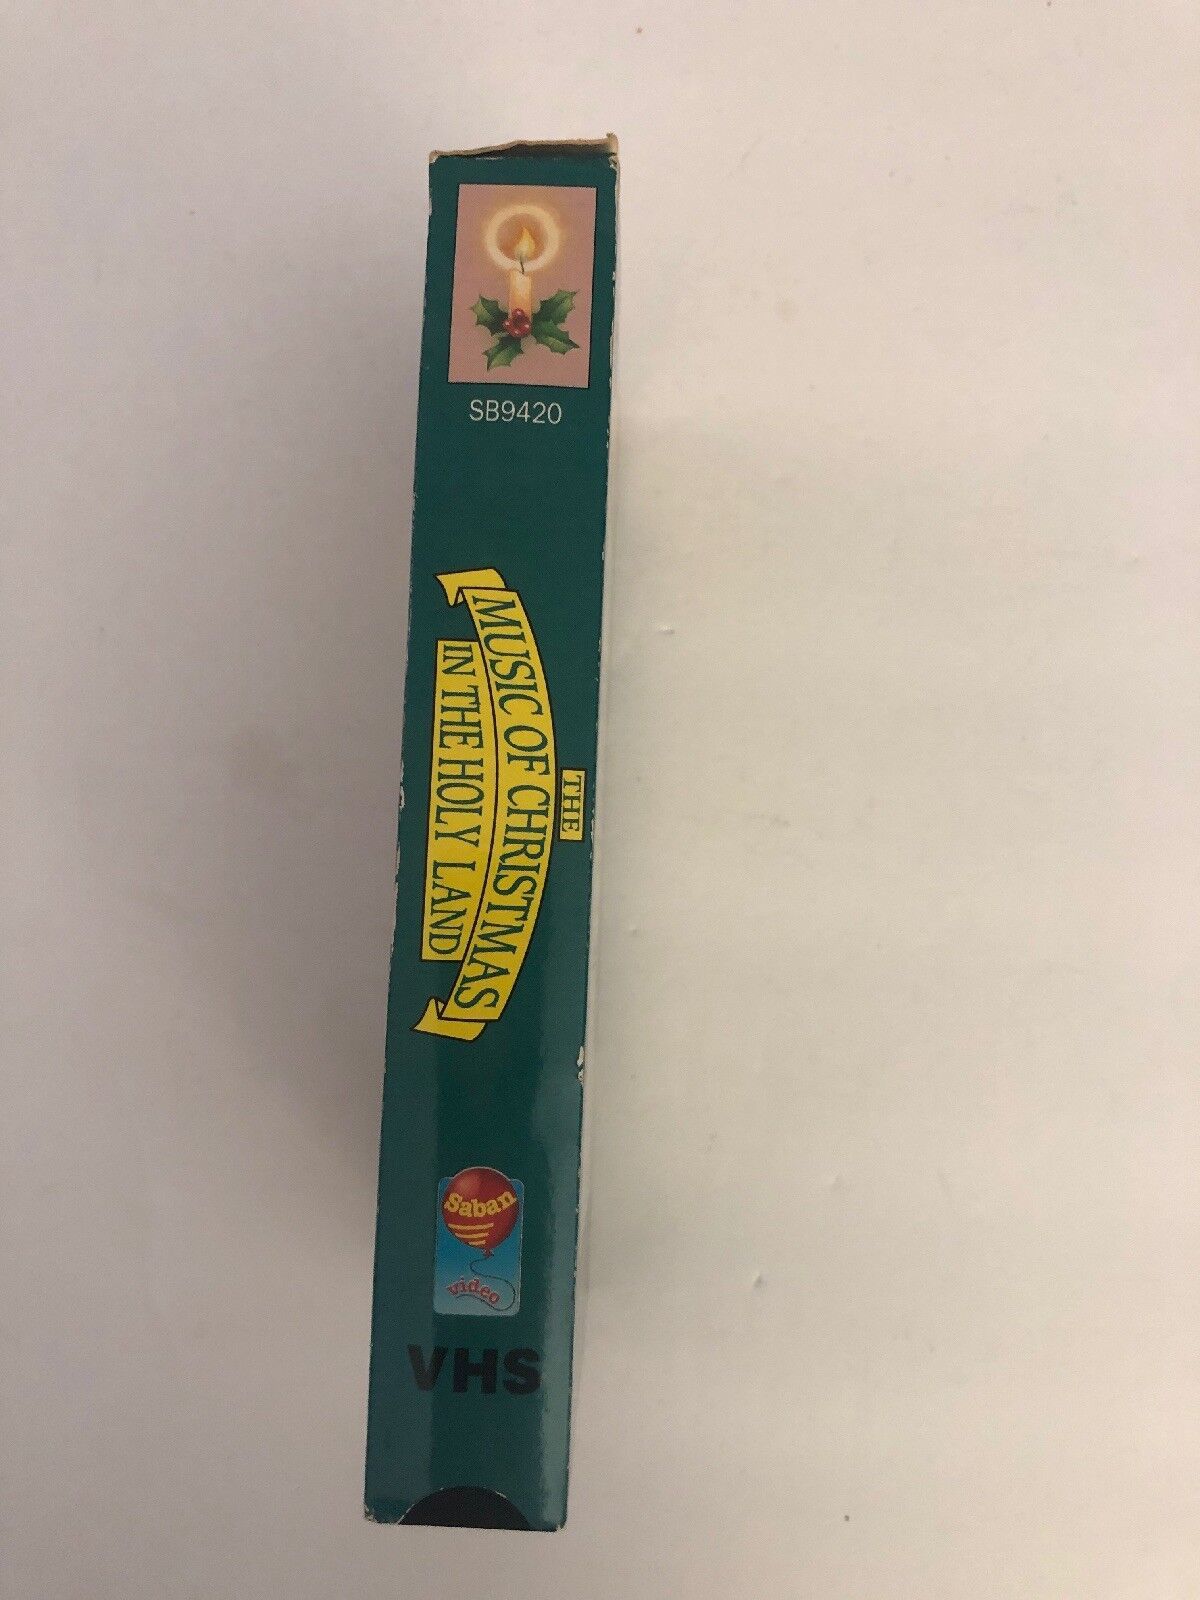 SB9420
THE
MUSIC OF CHRISTMAS
IN THE HOLY LAND
Saban
video
VHS